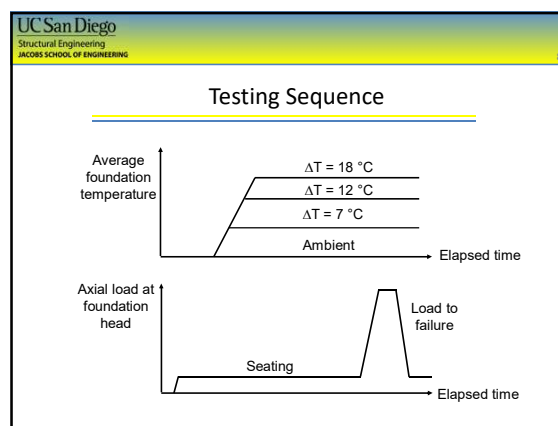 UC San Diego
Structural Engineering
JACOBS SCHOOL OF ENGINEERING
Testing Sequence
Average
foundation
temperature
ΔT = 18 °C
ΔT = 12 °C
ΔT = 7 °C
Ambient
Elapsed time
Axial load at
foundation
head
Load to
failure
Seating
Elapsed time